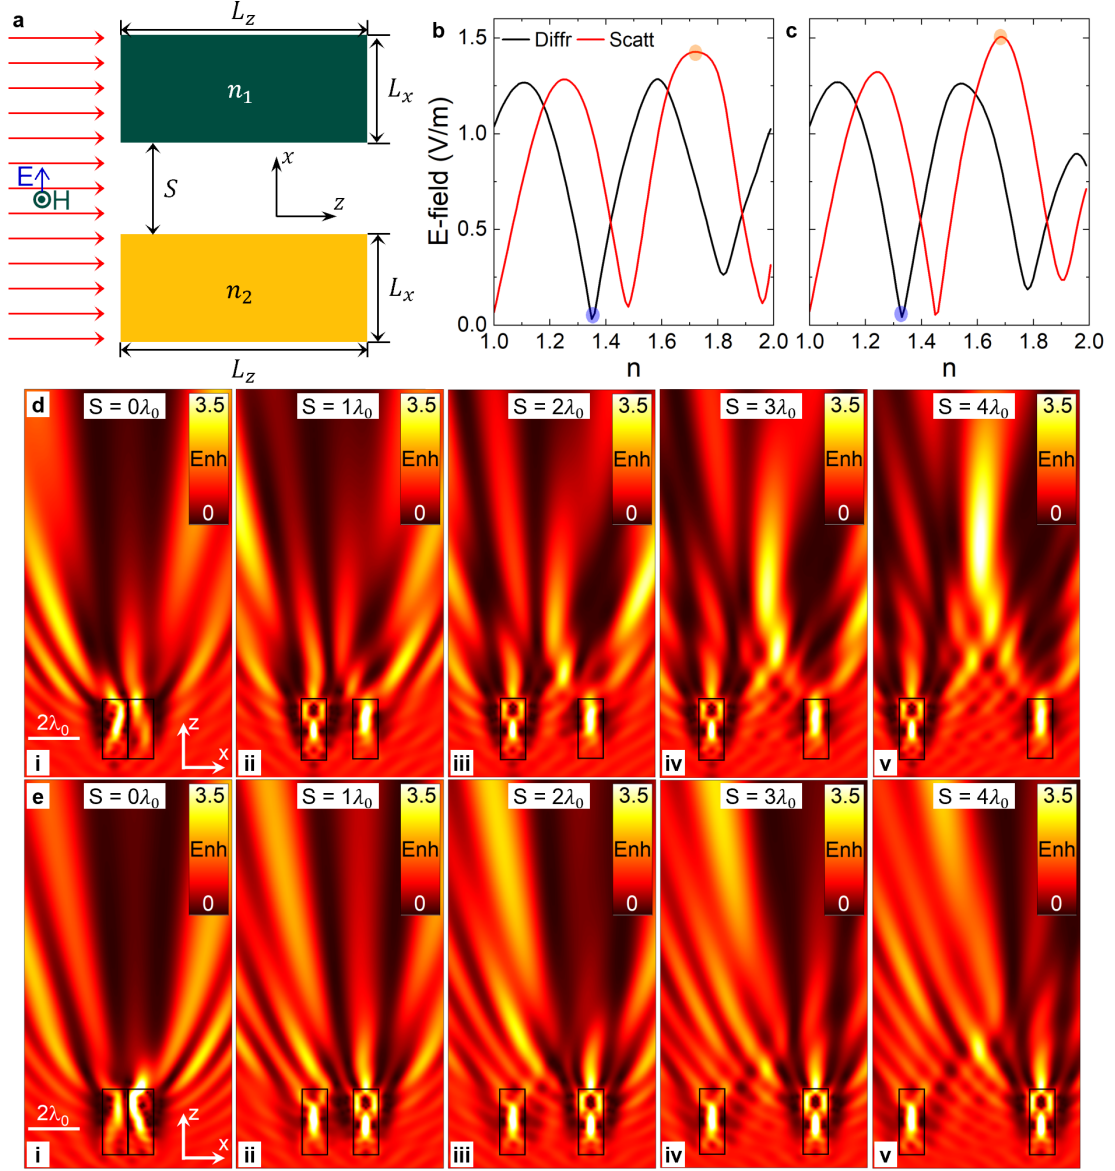 a
L_z
n_1
L_x
S
x
z
E
H
n_2
L_x
L_z
b
Diffr
Scatt
E-field (V/m)
1.5
1.0
0.5
0.0
1.0 1.2 1.4 1.6 1.8 2.0
n
c
1.0 1.2 1.4 1.6 1.8 2.0
n
d
S = 0λ₀
3.5
Enh
0
2λ₀
z
x
i
S = 1λ₀
3.5
Enh
0
ii
S = 2λ₀
3.5
Enh
0
iii
S = 3λ₀
3.5
Enh
0
iv
S = 4λ₀
3.5
Enh
0
v
e
S = 0λ₀
3.5
Enh
0
2λ₀
z
x
i
S = 1λ₀
3.5
Enh
0
ii
S = 2λ₀
3.5
Enh
0
iii
S = 3λ₀
3.5
Enh
0
iv
S = 4λ₀
3.5
Enh
0
v